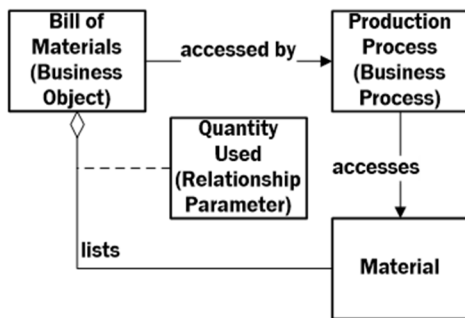 Bill of
Materials
(Business
Object)
accessed by
Production
Process
(Business
Process)
Quantity
Used
(Relationship
Parameter)
accesses
lists
Material